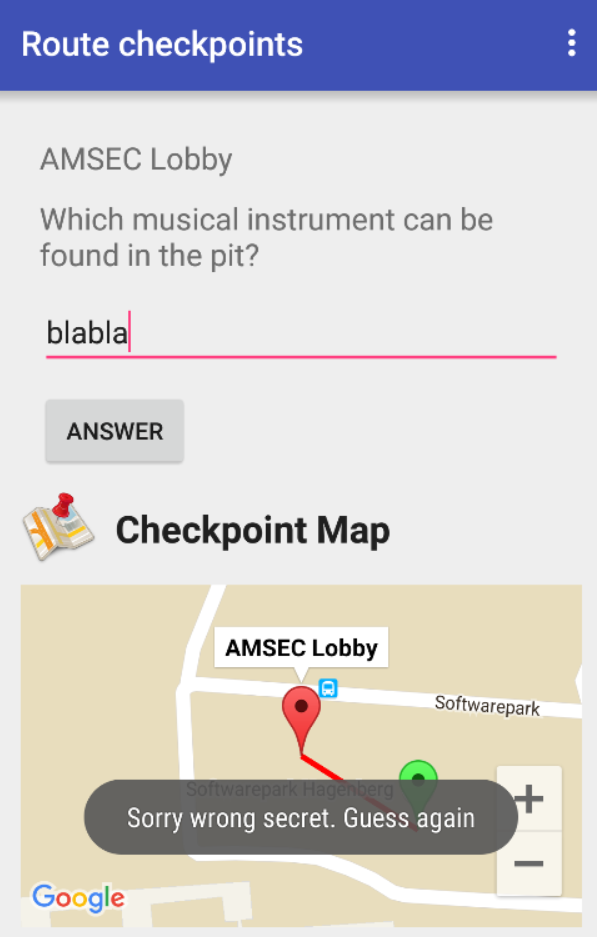 Route checkpoints
AMSEC Lobby
Which musical instrument can be
found in the pit?
blabla
ANSWER
Checkpoint Map
AMSEC Lobby
Softwarepark
Softwarepark Hagenberg
Sorry wrong secret. Guess again
Google